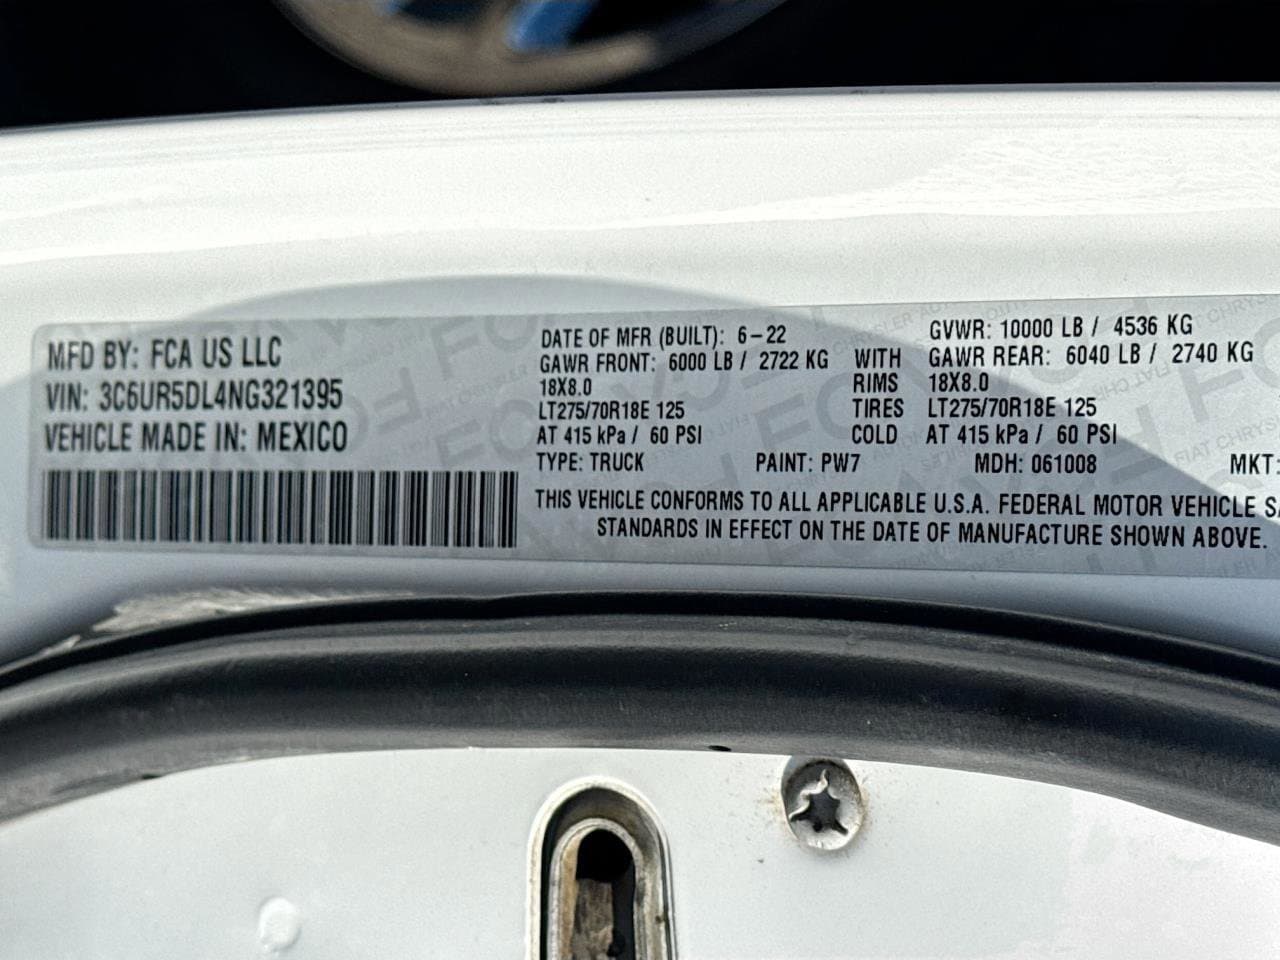 MFD BY: FCA US LLC
VIN: 3C6UR5DL4NG321395
VEHICLE MADE IN: MEXICO
DATE OF MFR (BUILT): 6-22 GVWR: 10000 LB / 4536 KG
GAWR FRONT: 6000 LB / 2722 KG WITH GAWR REAR: 6040 LB / 2740 KG
18X8.0 RIMS 18X8.0
LT275/70R18E 125 TIRES LT275/70R18E 125
AT 415 kPa / 60 PSI COLD AT 415 kPa / 60 PSI
TYPE: TRUCK PAINT: PW7 MDH: 061008 MKT:
THIS VEHICLE CONFORMS TO ALL APPLICABLE U.S.A. FEDERAL MOTOR VEHICLE
STANDARDS IN EFFECT ON THE DATE OF MANUFACTURE SHOWN ABOVE.